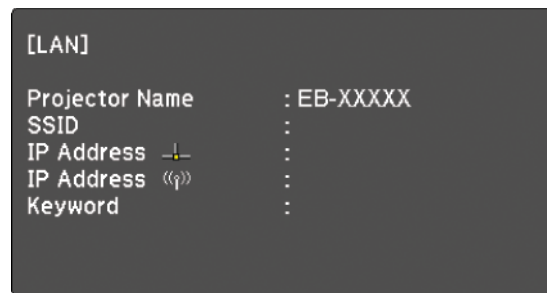 [LAN]
Projector Name : EB-XXXXX
SSID :
IP Address :
IP Address :
Keyword :